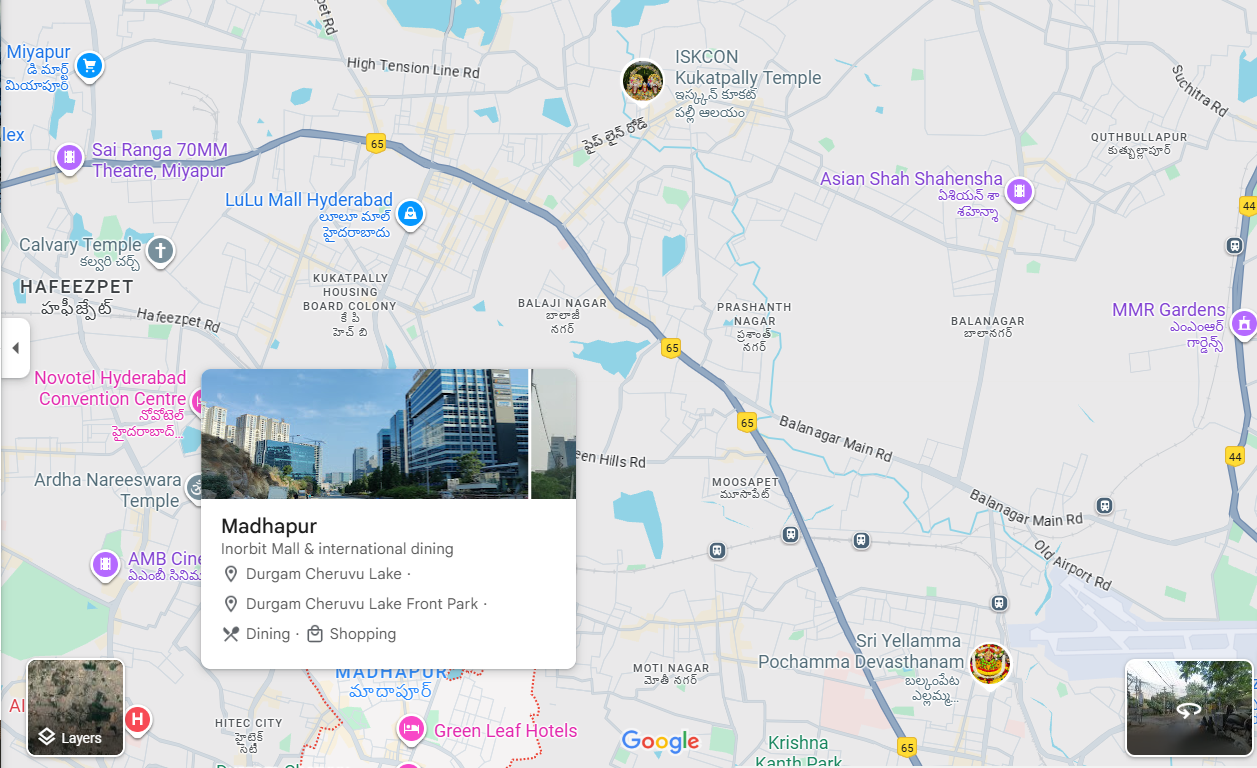 pet Rd
Miyapur
డి మార్ట్
మియాపూర్
High Tension Line Rd
ISKCON
Kukatpally Temple
ఇస్కాన్ కూకట్
పల్లీ ఆలయం
Suchitra Rd
lex
Sai Ranga 70MM
Theatre, Miyapur
65
స్నేప్ లైన్ రోడ్
QUTHBULLAPUR
కుత్బుల్లాపూర్
Asian Shah Shahensha
ఏశియన్ శా
శహెన్షా
44
LuLu Mall Hyderabad
లూలూ మాల్
హైదరాబాదు
Calvary Temple
కల్వరి చర్చ్
HAFEEZPET
హఫీజ్పేట్
Hafeezpet Rd
KUKATPALLY
HOUSING
BOARD COLONY
కే పి
హెచ్ బి
BALAJI NAGAR
బాలాజీ
నగర్
PRASHANTH
NAGAR
ప్రశాంత్
నగర్
BALANAGAR
బాలానగర్
MMR Gardens
ఎంఎంఆర్
గార్డెన్స్
65
Novotel Hyderabad
Convention Centre
నోవోటెల్
హైదరాబాద్...
65
Balanagar Main Rd
44
een Hills Rd
Ardha Nareeswara
Temple
MOOSAPET
మూసాపేట్
Balanagar Main Rd
Old Airport Rd
Madhapur
Inorbit Mall & international dining
Durgam Cheruvu Lake ·
Durgam Cheruvu Lake Front Park ·
Dining · Shopping
AMB Cine
ఏఎంబీ సినిమ
MADHAPUR
మాదాపూర్
MOTI NAGAR
మోతీ నగర్
Sri Yellamma
Pochamma Devasthanam
బల్కంపేట
ఎల్లమ్మ...
Al
H
Layers
HITEC CITY
హైటెక్
సిటీ
Green Leaf Hotels
Google
Krishna
Kanth Park
65